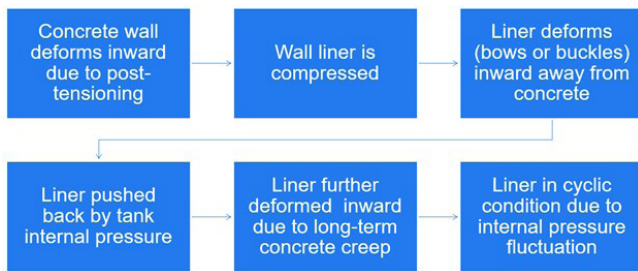 Concrete wall
deforms inward
due to post-
tensioning
Wall liner is
compressed
Liner deforms
(bows or buckles)
inward away from
concrete
Liner pushed
back by tank
internal pressure
Liner further
deformed inward
due to long-term
concrete creep
Liner in cyclic
condition due to
internal pressure
fluctuation